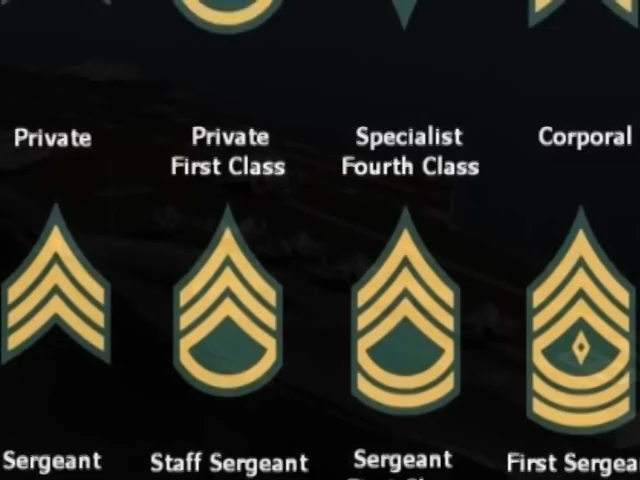 Private
Private
First Class
Specialist
Fourth Class
Corporal
Sergeant
Staff Sergeant
Sergeant
First Sergea